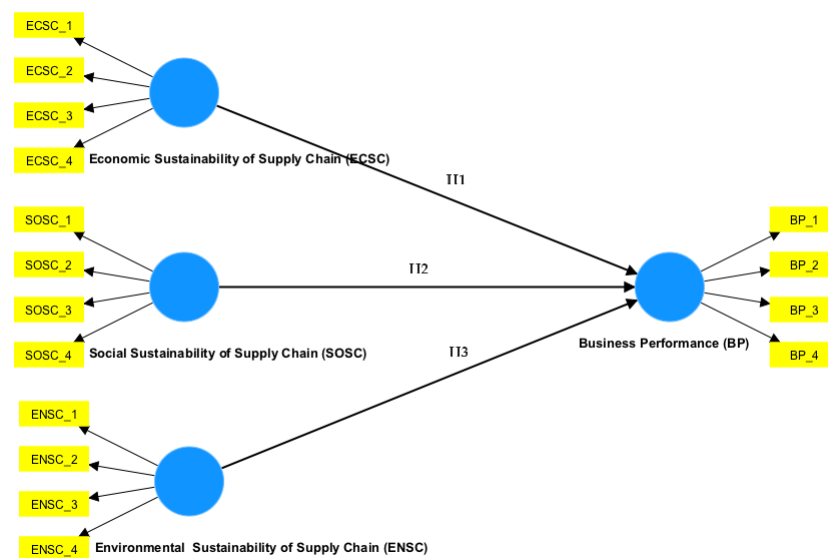 ECSC_1
ECSC_2
ECSC_3
ECSC_4
Economic Sustainability of Supply Chain (ECSC)
H1
SOSC_1
SOSC_2
SOSC_3
SOSC_4
Social Sustainability of Supply Chain (SOSC)
H2
BP_1
BP_2
BP_3
BP_4
Business Performance (BP)
H3
ENSC_1
ENSC_2
ENSC_3
ENSC_4
Environmental  Sustainability of Supply Chain (ENSC)